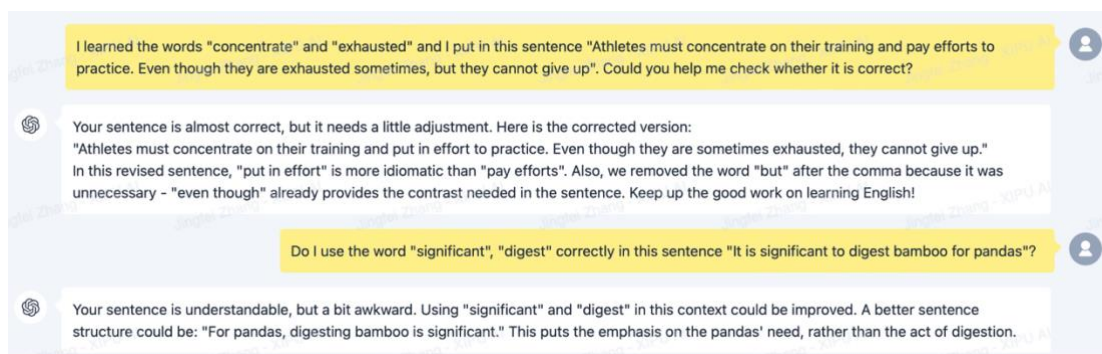 I learned the words "concentrate" and "exhausted" and I put in this sentence "Athletes must concentrate on their training and pay efforts to
practice. Even though they are exhausted sometimes, but they cannot give up". Could you help me check whether it is correct?
Your sentence is almost correct, but it needs a little adjustment. Here is the corrected version:
"Athletes must concentrate on their training and put in effort to practice. Even though they are sometimes exhausted, they cannot give up."
In this revised sentence, "put in effort" is more idiomatic than "pay efforts". Also, we removed the word "but" after the comma because it was
unnecessary - "even though" already provides the contrast needed in the sentence. Keep up the good work on learning English!
Do I use the word "significant", "digest" correctly in this sentence "It is significant to digest bamboo for pandas"?
Your sentence is understandable, but a bit awkward. Using "significant" and "digest" in this context could be improved. A better sentence
structure could be: "For pandas, digesting bamboo is significant." This puts the emphasis on the pandas' need, rather than the act of digestion.